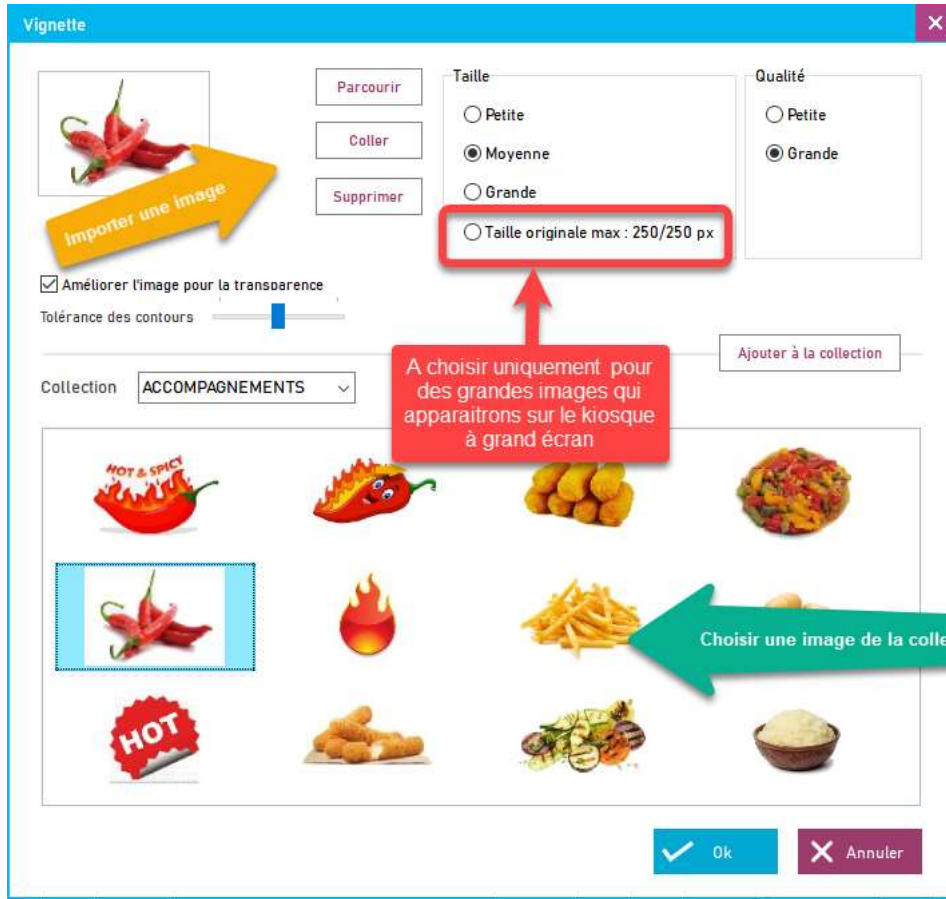 Vignette
Parcourir
Coller
Supprimer
Importer une image
Taille
Petite
Moyenne
Grande
Taille originale max : 250/250 px
Qualité
Petite
Grande
Améliorer l'image pour la transparence
Tolérance des contours
A choisir uniquement pour
des grandes images qui
apparaitrons sur le kiosque
à grand écran
Ajouter à la collection
Collection
ACCOMPAGNEMENTS
HOT & SPICY
Choisir une image de la colle
HOT
Ok
Annuler